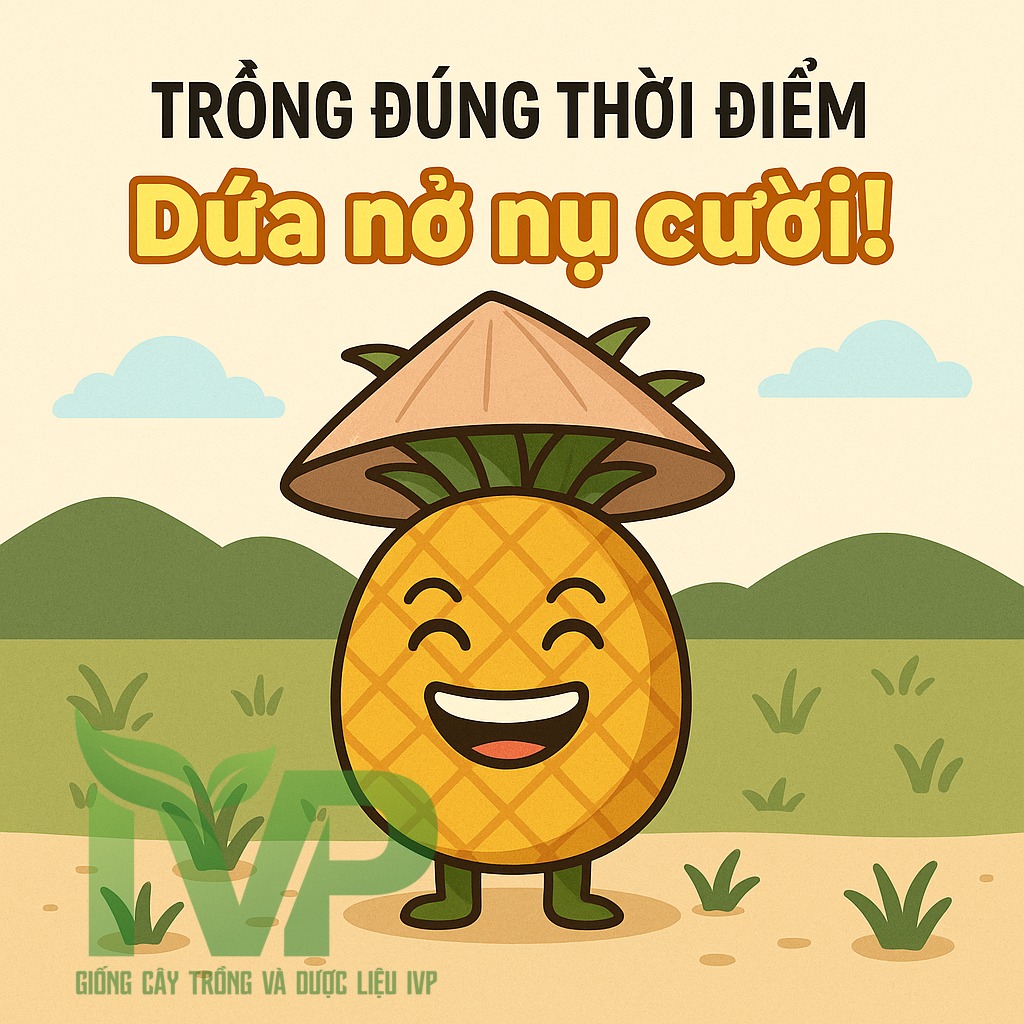 TRỒNG ĐÚNG THỜI ĐIỂM
Dứa nở nụ cười!
IVP
GIỐNG CÂY TRỒNG VÀ DƯỢC LIỆU IVP